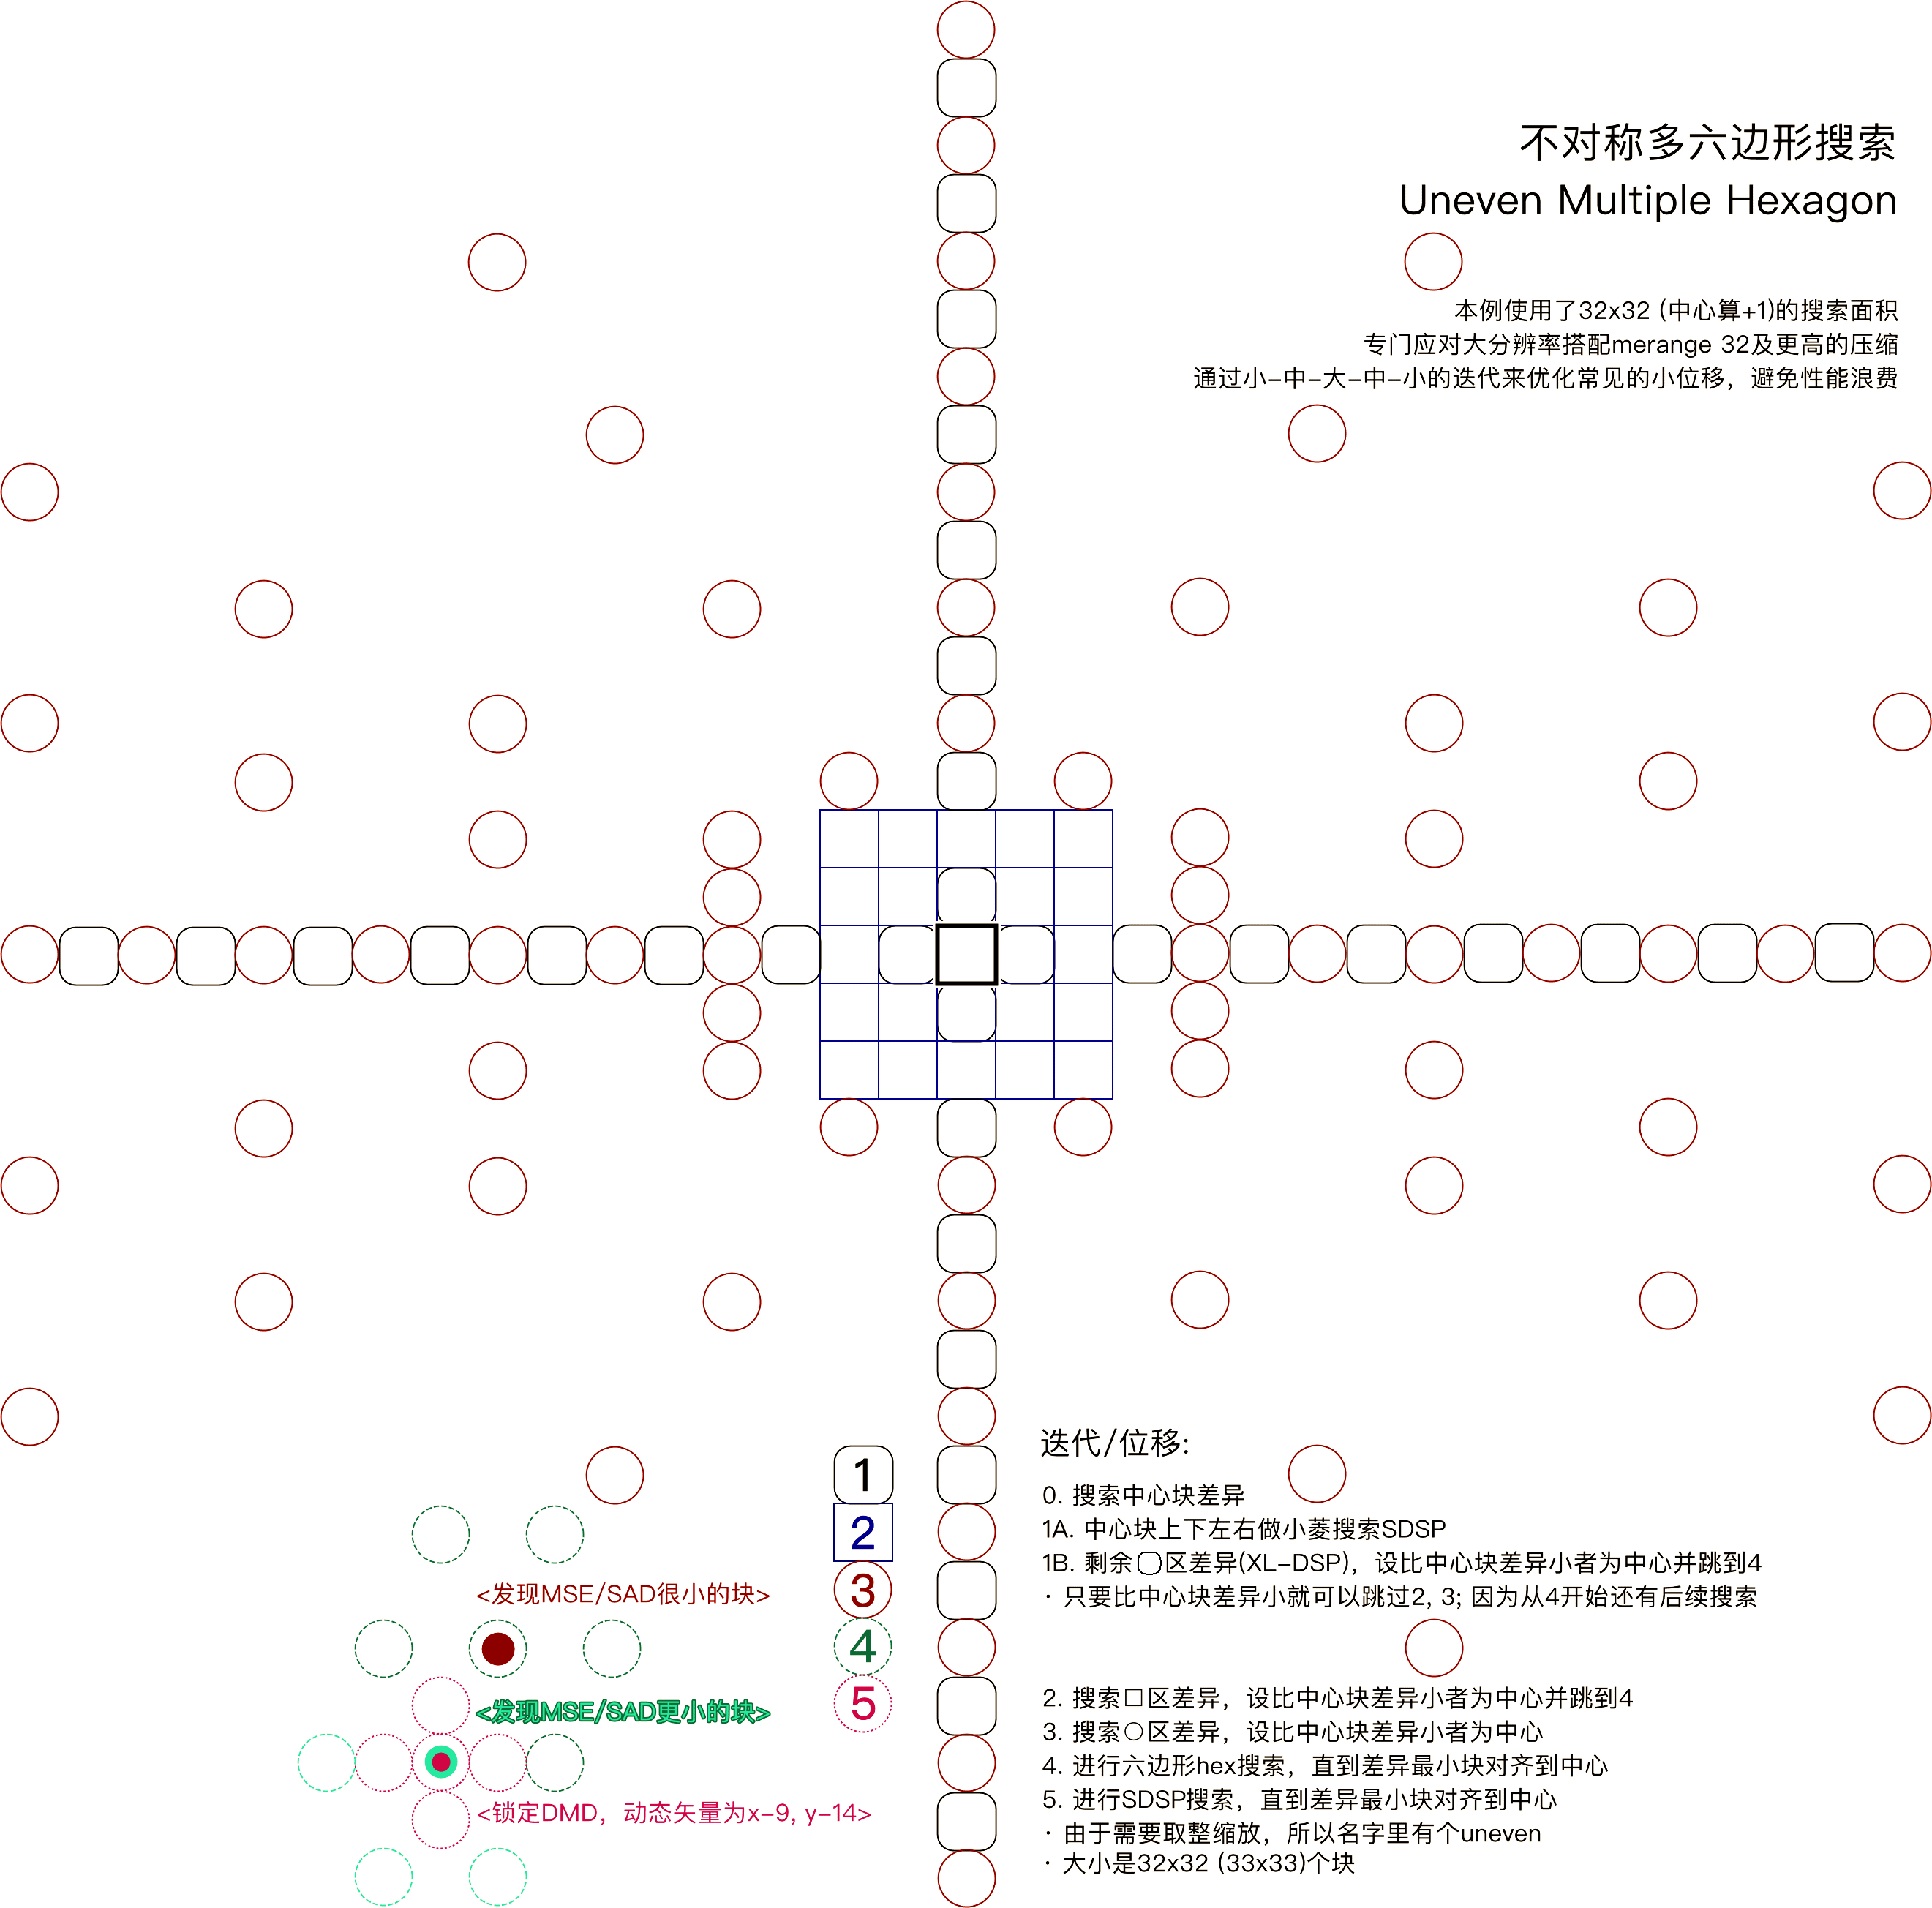 不对称多六边形搜索
Uneven Multiple Hexagon
本例使用了32x32 (中心算+1)的搜索面积
专门应对大分辨率搭配merange 32及更高的压缩
通过小-中-大-中-小的迭代来优化常见的小位移，避免性能浪费
迭代/位移:
0. 搜索中心块差异
1A. 中心块上下左右做小菱搜索SDSP
1B. 剩余▢区差异(XL-DSP)，设比中心块差异小者为中心并跳到4
· 只要比中心块差异小就可以跳过2, 3; 因为从4开始还有后续搜索
2. 搜索□区差异，设比中心块差异小者为中心并跳到4
3. 搜索○区差异，设比中心块差异小者为中心
4. 进行六边形hex搜索，直到差异最小块对齐到中心
5. 进行SDSP搜索，直到差异最小块对齐到中心
· 由于需要取整缩放，所以名字里有个uneven
· 大小是32x32 (33x33)个块
1
2
3
4
5
<发现MSE/SAD很小的块>
<发现MSE/SAD更小的块>
<锁定DMD，动态矢量为x-9, y-14>